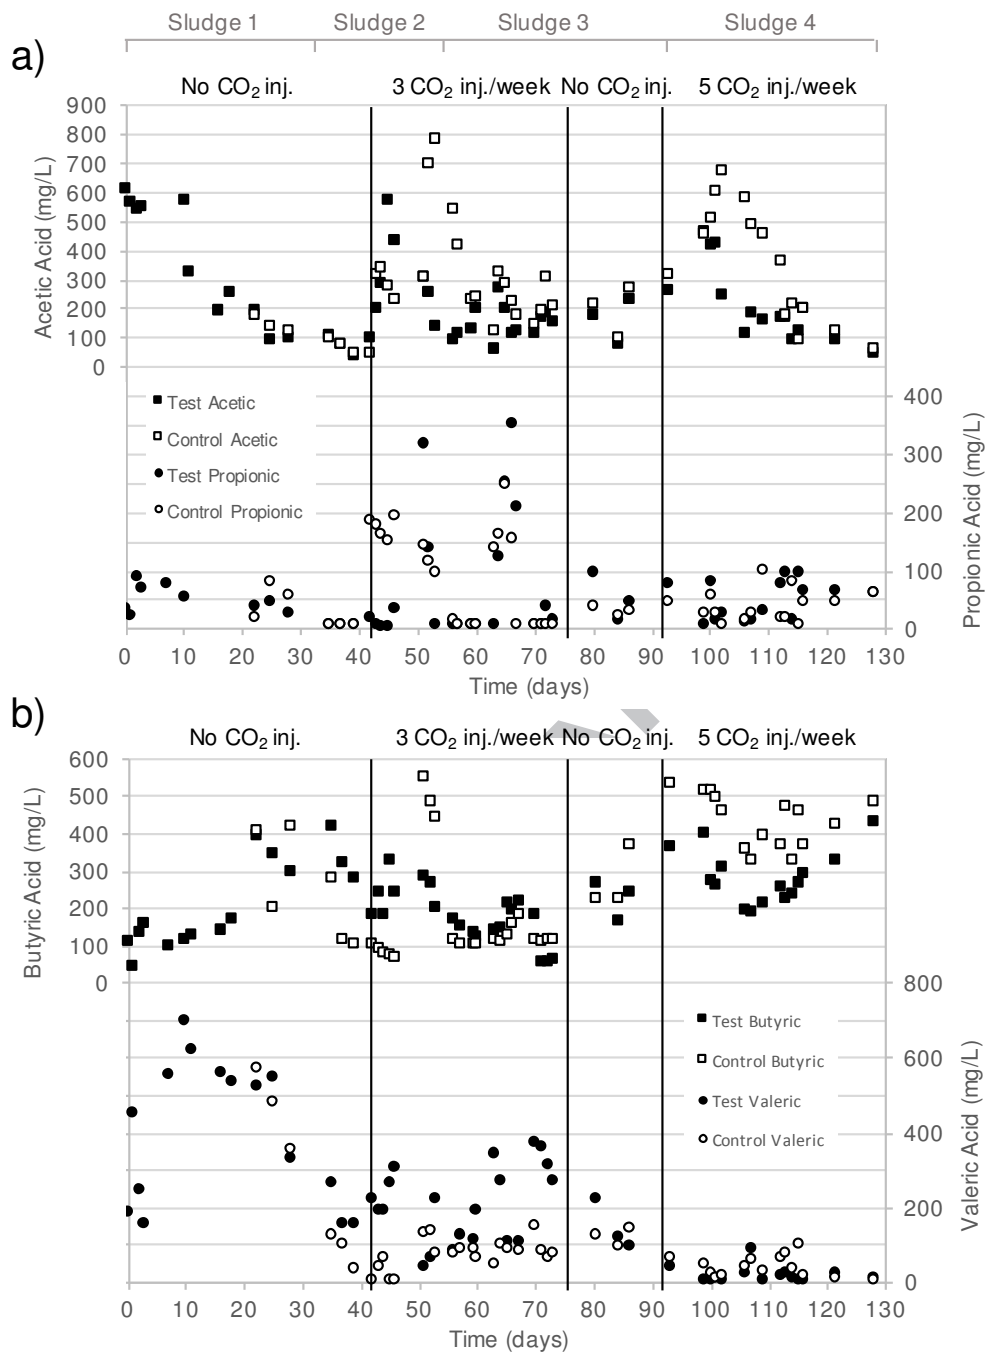 Sludge 1 Sludge 2 Sludge 3 Sludge 4
a)
No CO2 inj. 3 CO2 inj./week No CO2 inj. 5 CO2 inj./week
900
800
700
600
500
400
300
200
100
0
Acetic Acid (mg/L)
Test Acetic
Control Acetic
Test Propionic
Control Propionic
400
300
200
100
0
Propionic Acid (mg/L)
0 10 20 30 40 50 60 70 80 90 100 110 120 130
Time (days)
b)
No CO2 inj. 3 CO2 inj./week No CO2 inj. 5 CO2 inj./week
600
500
400
300
200
100
0
Butyric Acid (mg/L)
800
600
400
200
0
Valeric Acid (mg/L)
Test Butyric
Control Butyric
Test Valeric
Control Valeric
0 10 20 30 40 50 60 70 80 90 100 110 120 130
Time (days)